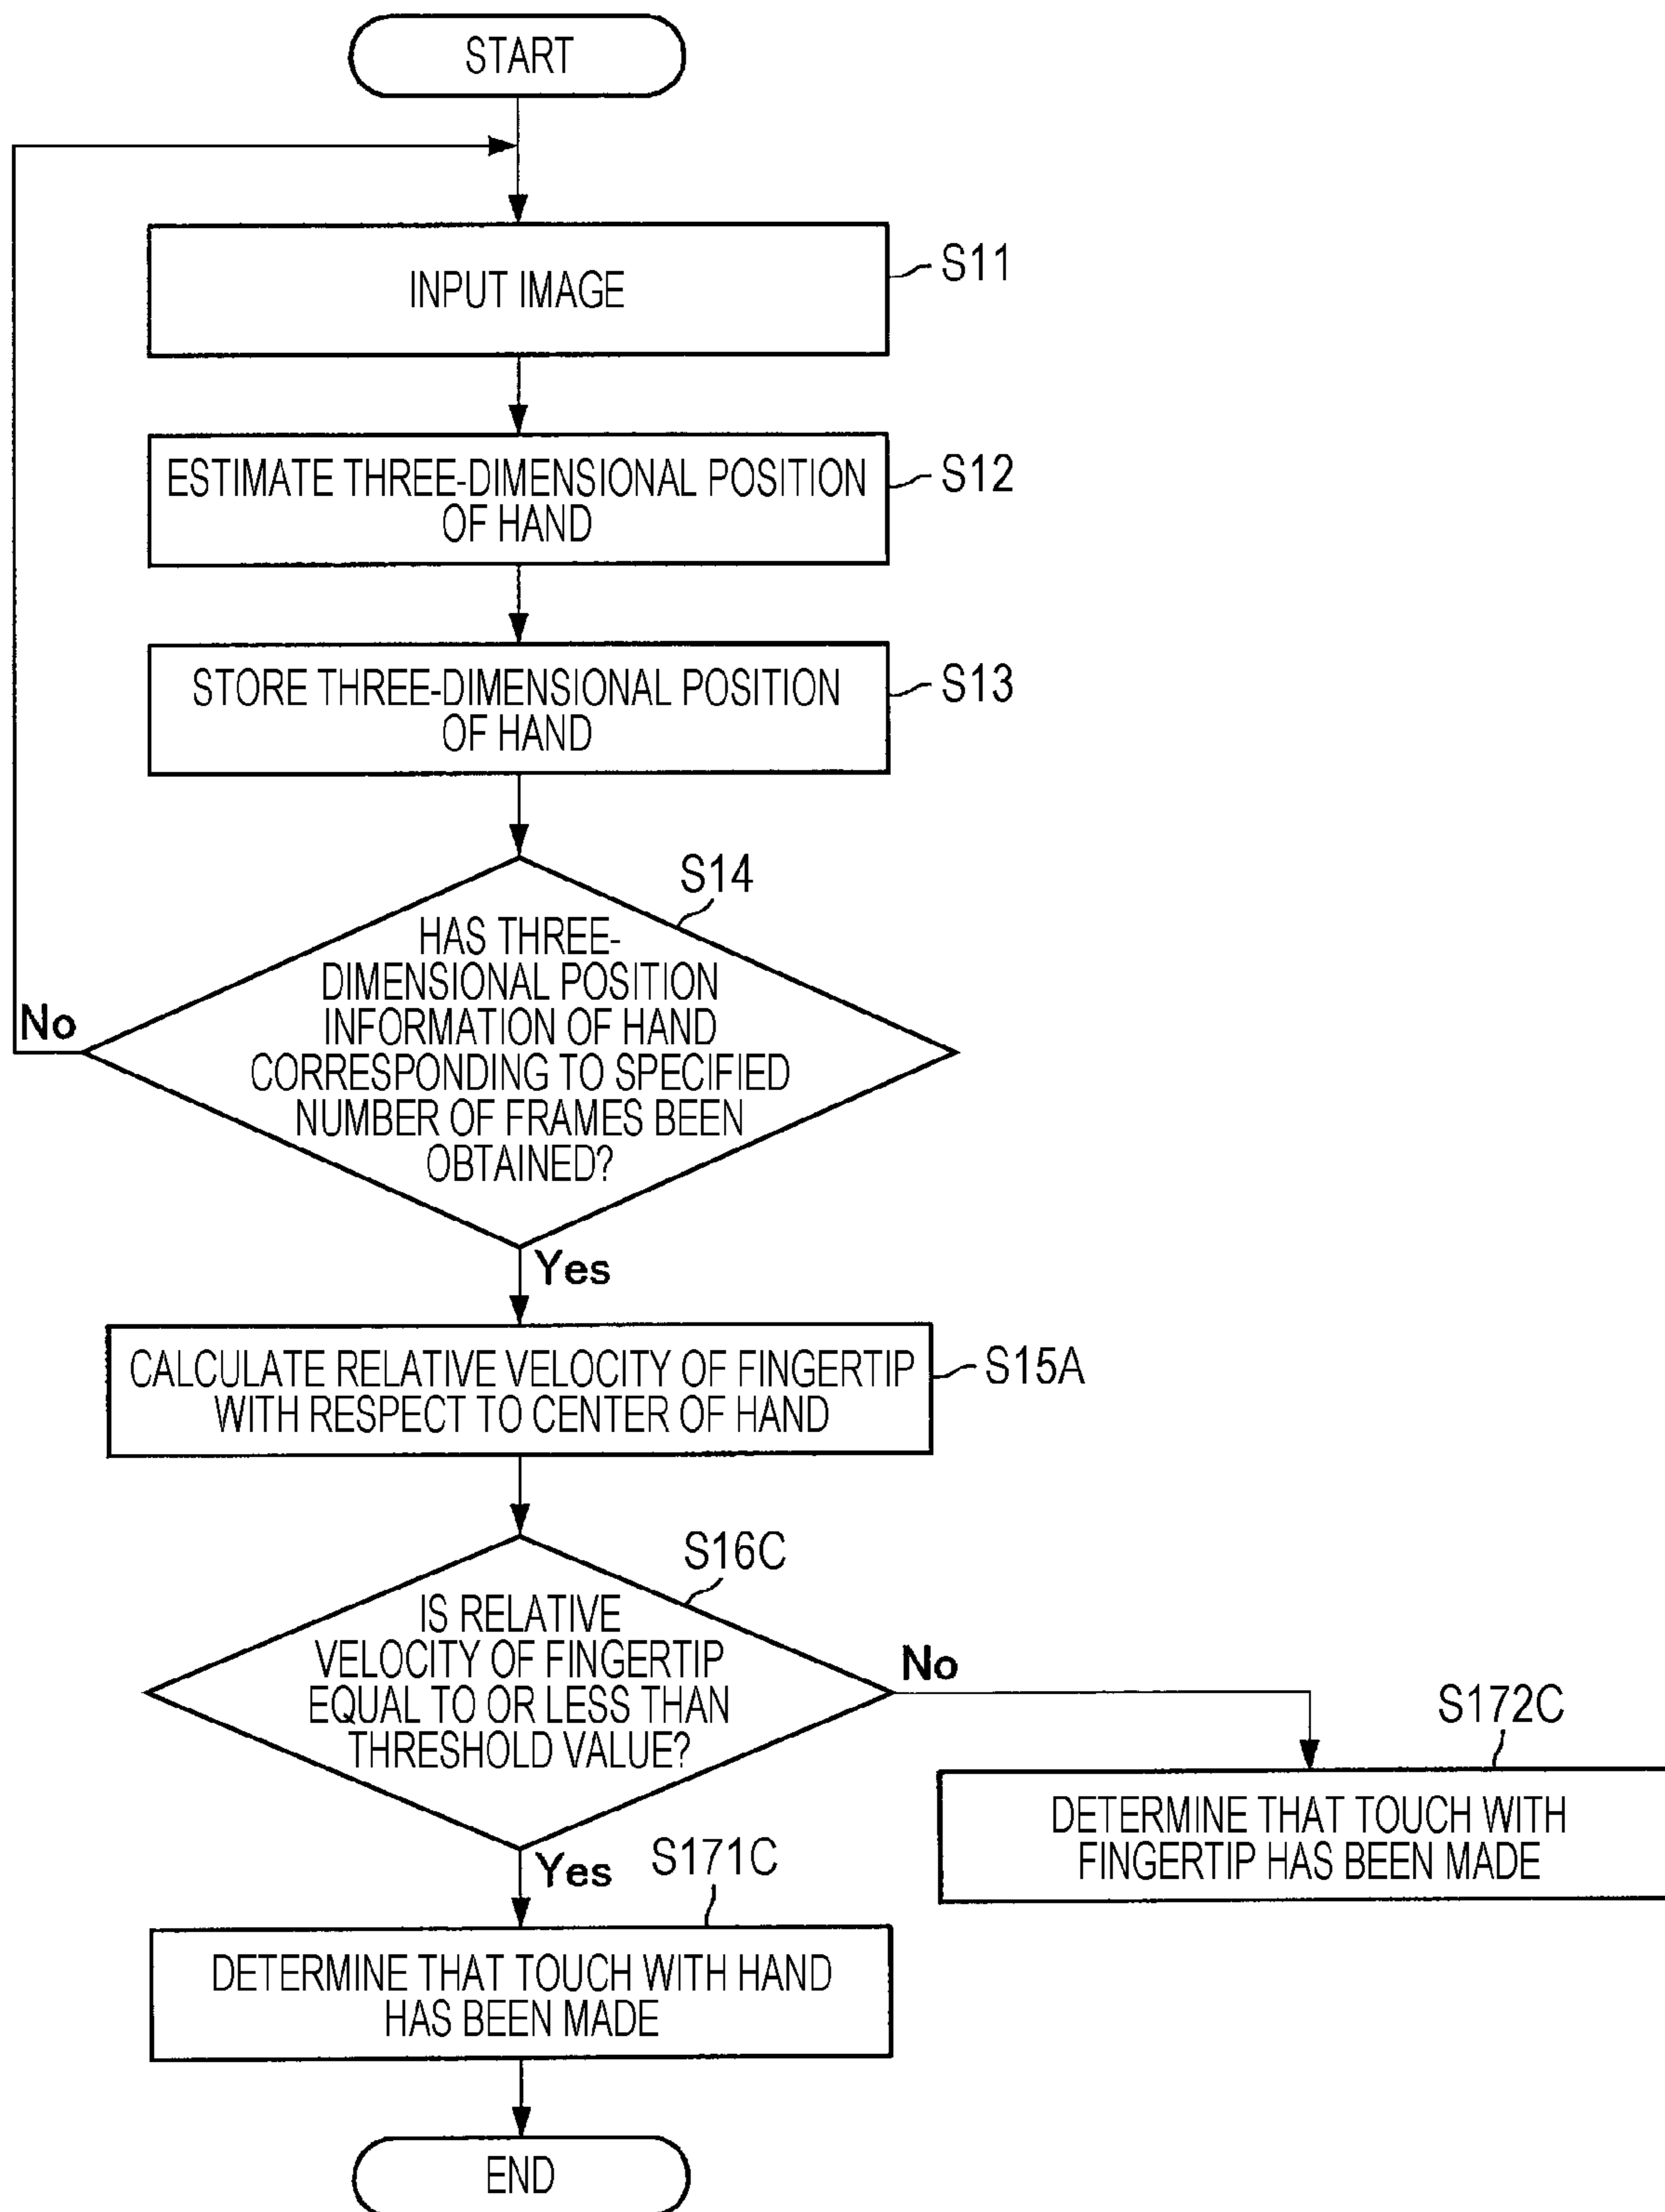 START
INPUT IMAGE
S11
ESTIMATE THREE-DIMENSIONAL POSITION
OF HAND
S12
STORE THREE-DIMENSIONAL POSITION
OF HAND
S13
S14
HAS THREE-
DIMENSIONAL POSITION
INFORMATION OF HAND
CORRESPONDING TO SPECIFIED
NUMBER OF FRAMES BEEN
OBTAINED?
No
Yes
CALCULATE RELATIVE VELOCITY OF FINGERTIP
WITH RESPECT TO CENTER OF HAND
S15A
S16C
IS RELATIVE
VELOCITY OF FINGERTIP
EQUAL TO OR LESS THAN
THRESHOLD VALUE?
No
S172C
DETERMINE THAT TOUCH WITH
FINGERTIP HAS BEEN MADE
Yes
S171C
DETERMINE THAT TOUCH WITH HAND
HAS BEEN MADE
END